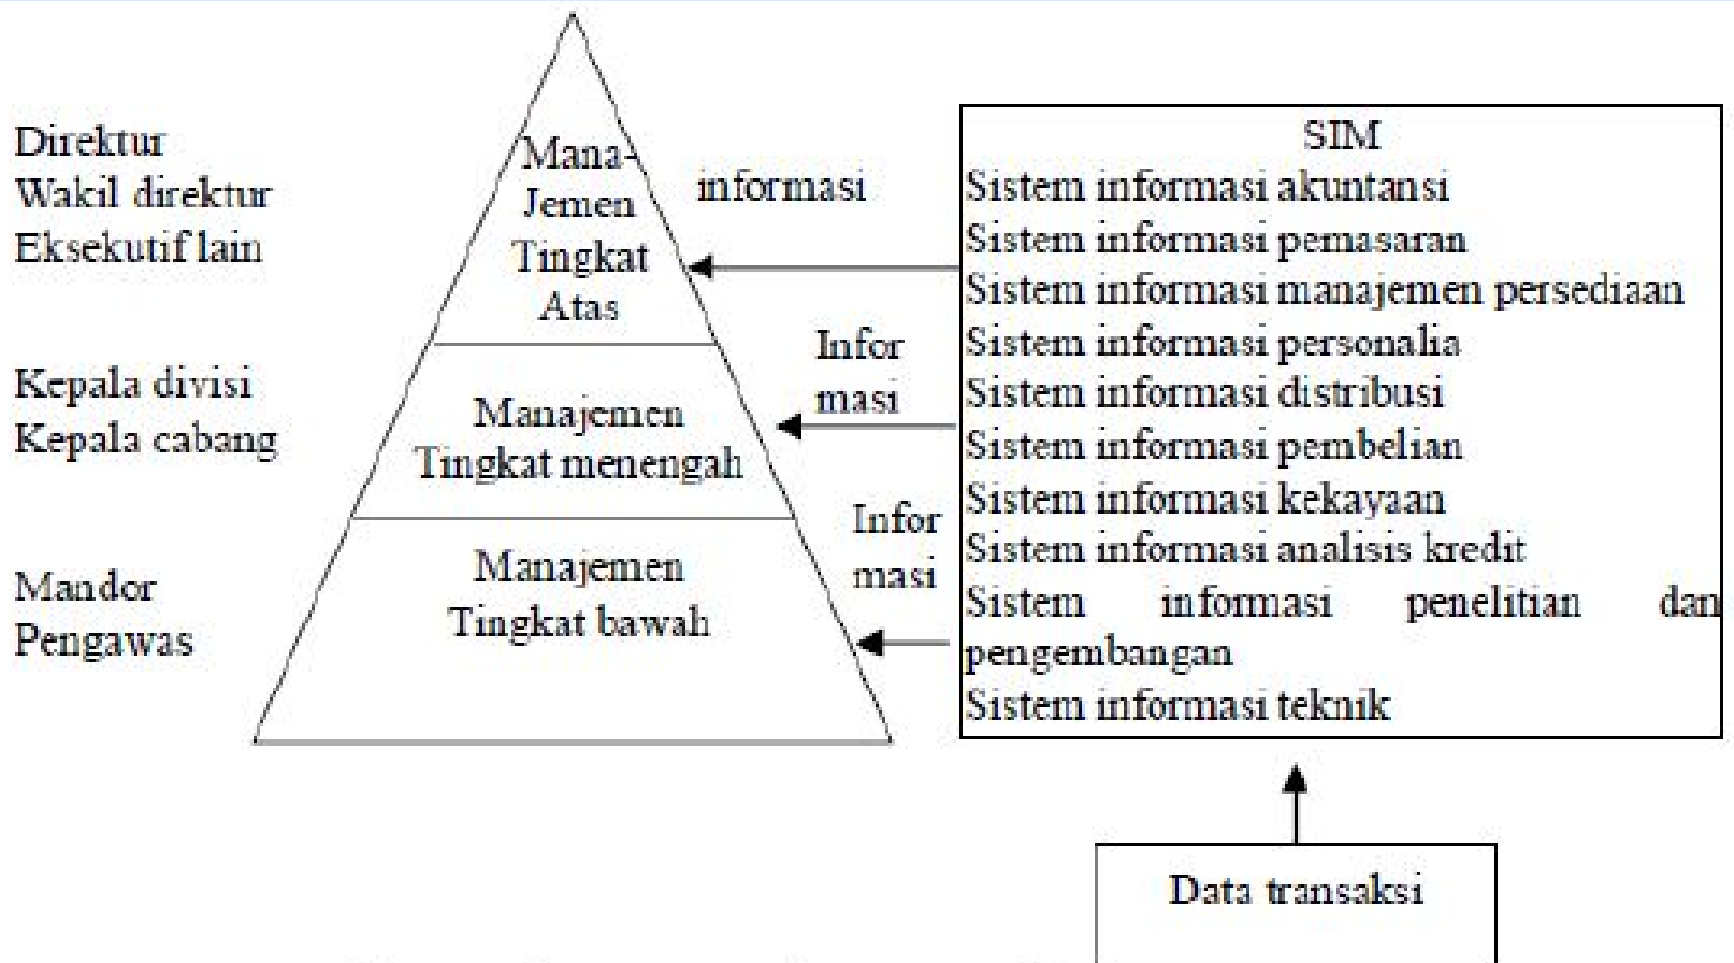 Direktur
Wakil direktur
Eksekutif lain
Kepala divisi
Kepala cabang
Mandor
Pengawas
Mana-
Jemen
Tingkat
Atas
Manajemen
Tingkat menengah
Manajemen
Tingkat bawah
informasi
Infor
masi
Infor
masi
SIM
Sistem informasi akuntansi
Sistem informasi pemasaran
Sistem informasi manajemen persediaan
Sistem informasi personalia
Sistem informasi distribusi
Sistem informasi pembelian
Sistem informasi kekayaan
Sistem informasi analisis kredit
Sistem informasi penelitian dan
pengembangan
Sistem informasi teknik
Data transaksi